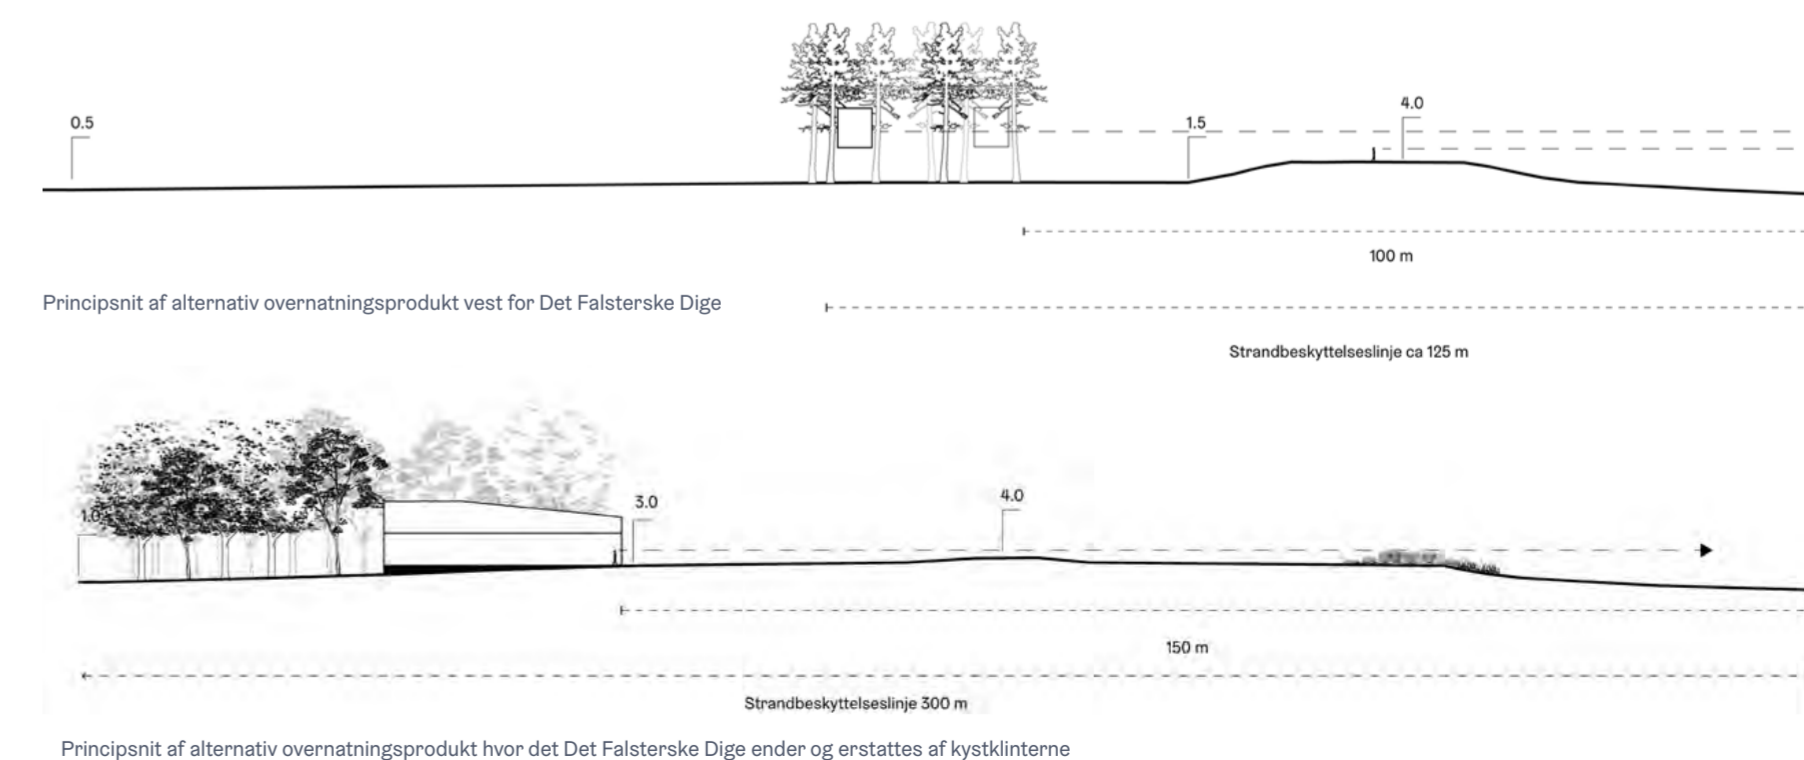 4.0
0.5
1.5
100 m
Principsnit af alternativ overnatningsprodukt vest for Det Falsterske Dige
Strandbeskyttelseslinje ca 125 m
4.0
3.0
1.0
150 m
Strandbeskyttelseslinje 300 m
Principsnit af alternativ overnatningsprodukt hvor det Det Falsterske Dige ender og erstattes af kystklinterne